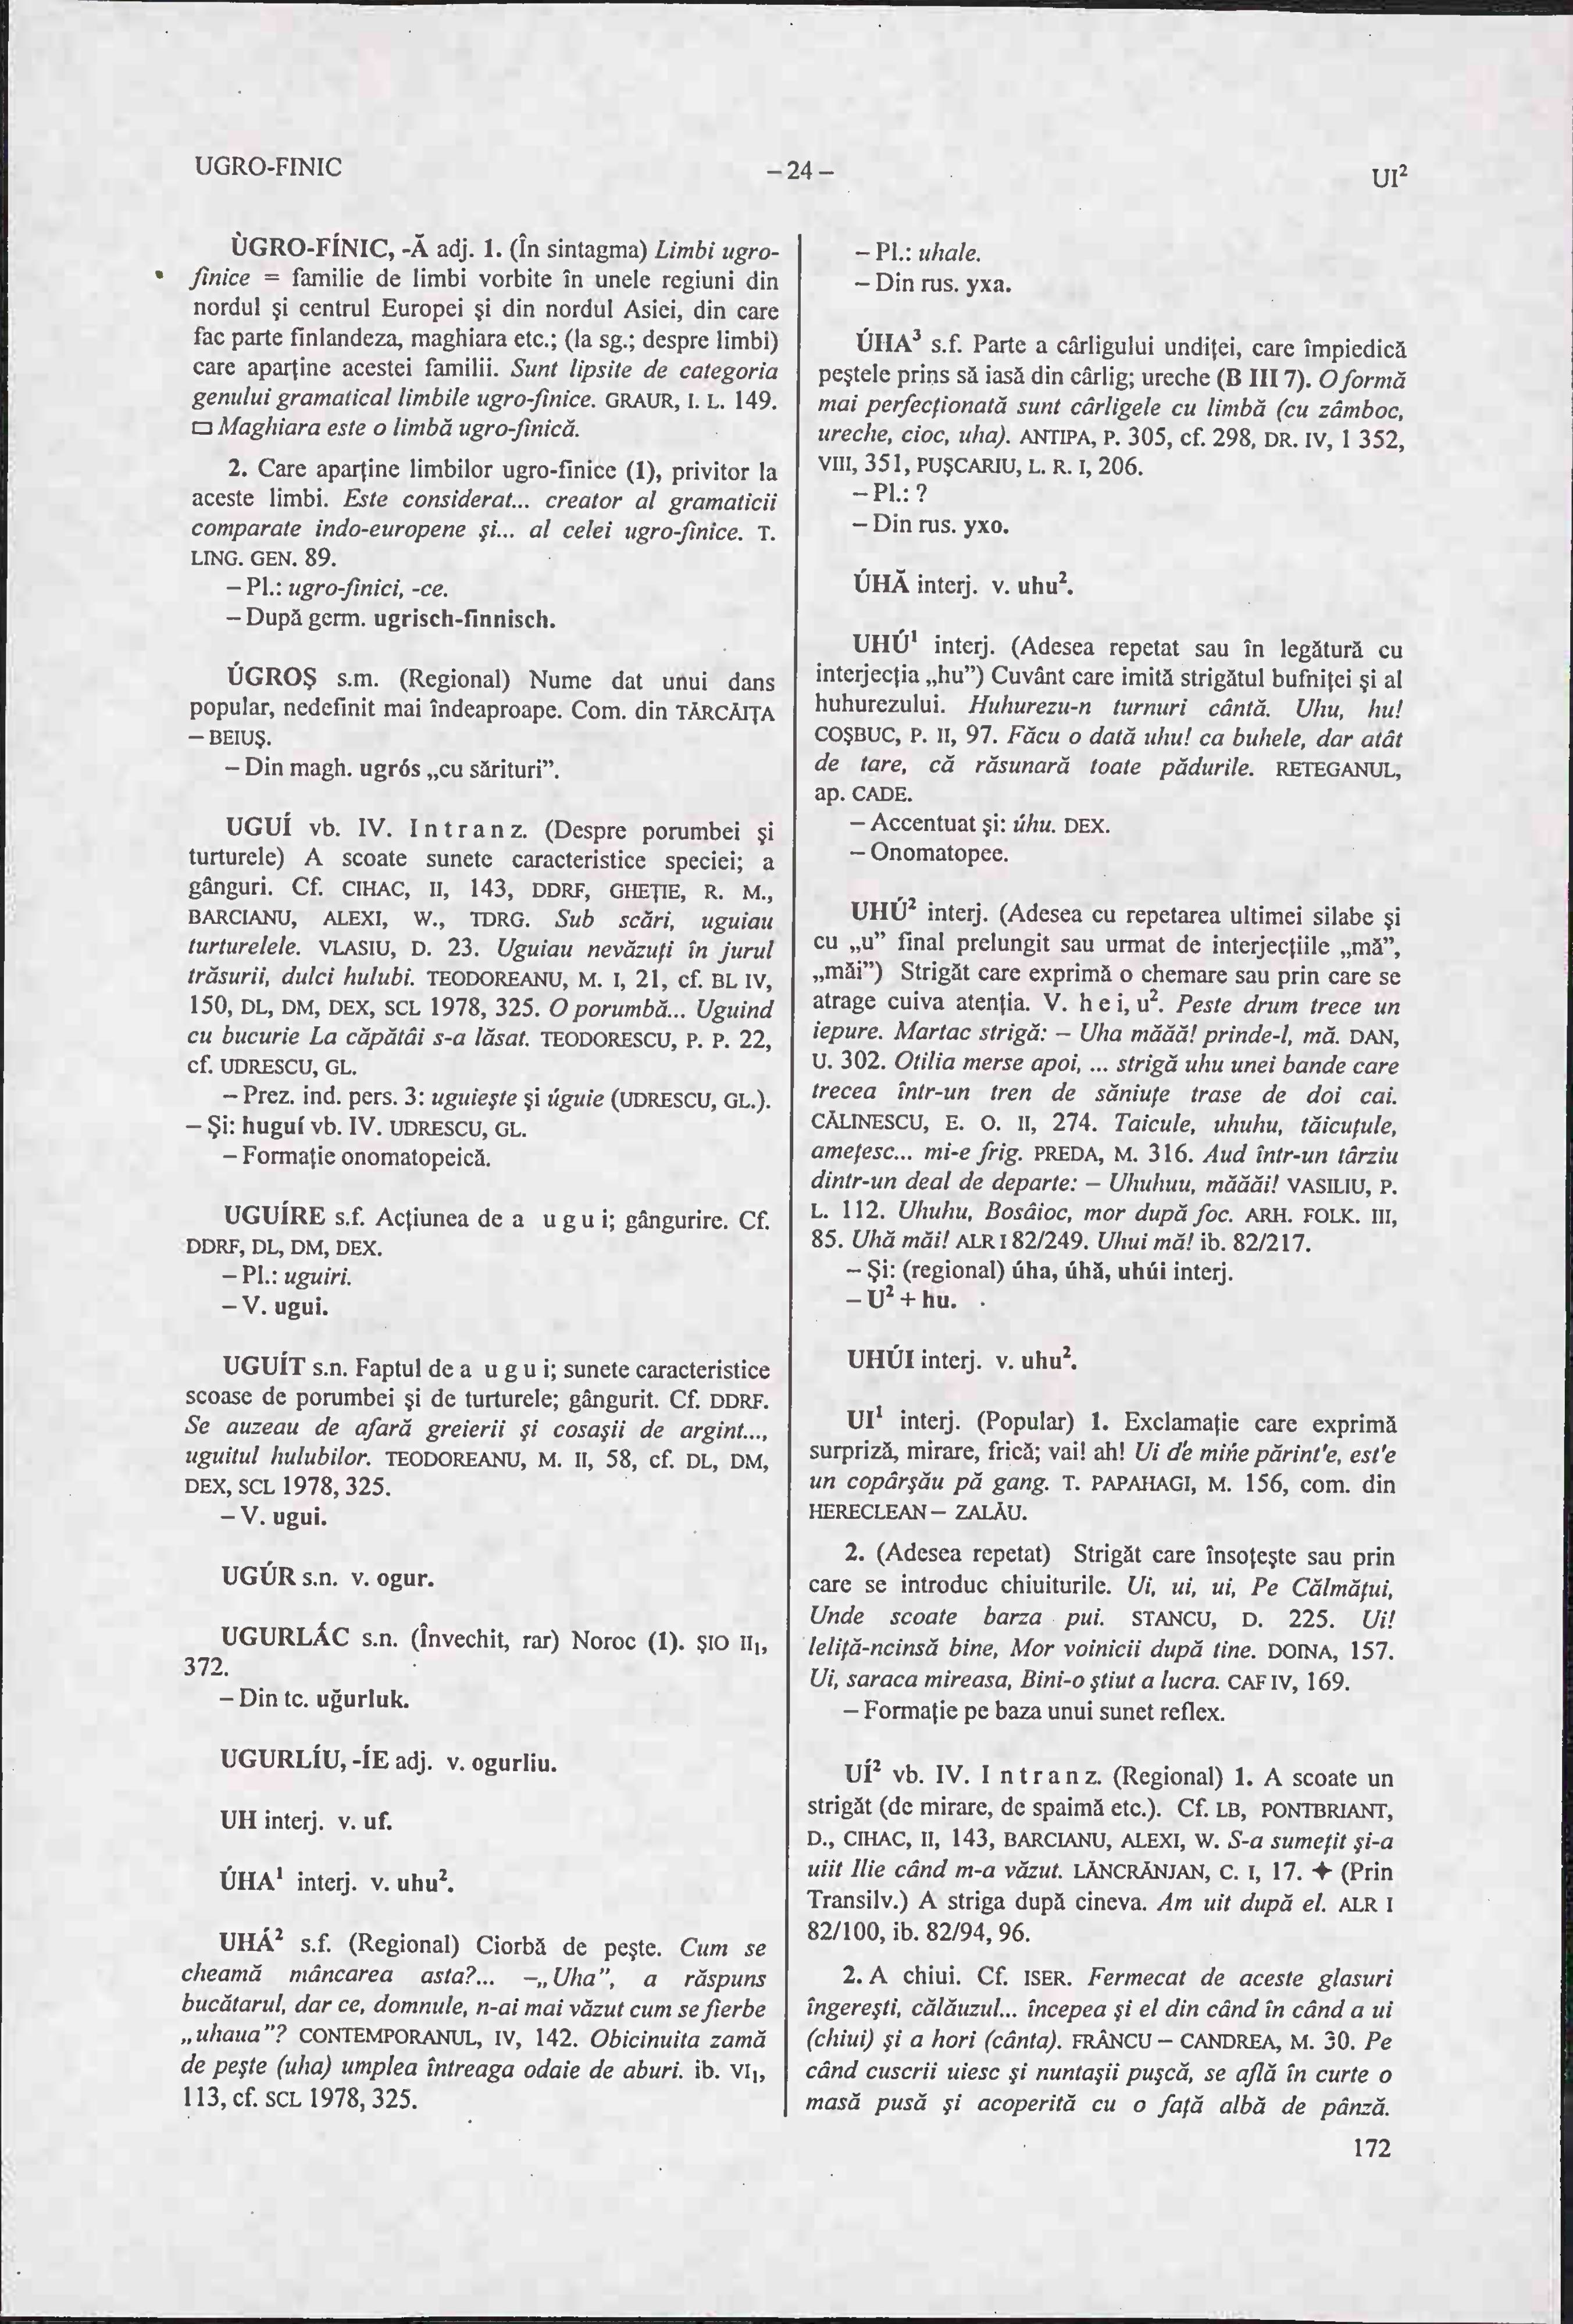 UGRO-FINIC
– 24 –
UI²
ÙGRO-FÍNIC, -Ă adj. 1. (În sintagma) Limbi ugro-
finice = familie de limbi vorbite în unele regiuni din
nordul şi centrul Europei şi din nordul Asiei, din care
fac parte finlandeza, maghiara etc.; (la sg.; despre limbi)
care aparţine acestei familii. Sunt lipsite de categoria
genului gramatical limbile ugro-finice. GRAUR, I. L. 149.
□ Maghiara este o limbă ugro-finică.
2. Care aparţine limbilor ugro-finice (1), privitor la
aceste limbi. Este considerat... creator al gramaticii
comparate indo-europene şi... al celei ugro-finice. T.
LING. GEN. 89.
– Pl.: ugro-finici, -ce.
– După germ. ugrisch-finnisch.
ÚGROŞ s.m. (Regional) Nume dat unui dans
popular, nedefinit mai îndeaproape. Com. din TĂRCĂIŢA
– BEIUŞ.
– Din magh. ugrós „cu sărituri”.
UGUÍ vb. IV. Intranz. (Despre porumbei şi
turturele) A scoate sunete caracteristice speciei; a
gânguri. Cf. CIHAC, II, 143, DDRF, GHEŢIE, R. M.,
BARCIANU, ALEXI, W., TDRG. Sub scări, uguiau
turturelele. VLASIU, D. 23. Uguiau nevăzuţi în jurul
trăsurii, dulci hulubi. TEODOREANU, M. I, 21, cf. BL IV,
150, DL, DM, DEX, SCL 1978, 325. O porumbă... Uguind
cu bucurie La căpătâi s-a lăsat. TEODORESCU, P. P. 22,
cf. UDRESCU, GL.
– Prez. ind. pers. 3: uguieşte şi úguie (UDRESCU, GL.).
– Şi: huguí vb. IV. UDRESCU, GL.
– Formaţie onomatopeică.
UGUÍRE s.f. Acţiunea de a ugui; gângurire. Cf.
DDRF, DL, DM, DEX.
– Pl.: uguiri.
– V. ugui.
UGUÍT s.n. Faptul de a ugui; sunete caracteristice
scoase de porumbei şi de turturele; gângurit. Cf. DDRF.
Se auzeau de afară greierii şi cosaşii de argint...,
uguitul hulubilor. TEODOREANU, M. II, 58, cf. DL, DM,
DEX, SCL 1978, 325.
– V. ugui.
UGÚR s.n. v. ogur.
UGURLÁC s.n. (Învechit, rar) Noroc (1). ŞIO II₁,
372.
– Din tc. uğurluk.
UGURLÍU, -ÍE adj. v. ogurliu.
UH interj. v. uf.
ÚHA¹ interj. v. uhu².
UHÁ² s.f. (Regional) Ciorbă de peşte. Cum se
cheamă mâncarea asta?... –„Uha”, a răspuns
bucătarul, dar ce, domnule, n-ai mai văzut cum se fierbe
„uhaua”? CONTEMPORANUL, IV, 142. Obicinuita zamă
de peşte (uha) umplea întreaga odaie de aburi. ib. VI₁,
113, cf. SCL 1978, 325.
– Pl.: uhale.
– Din rus. уха.
ÚHA³ s.f. Parte a cârligului undiţei, care împiedică
peştele prins să iasă din cârlig; ureche (B III 7). O formă
mai perfecţionată sunt cârligele cu limbă (cu zâmboc,
ureche, cioc, uha). ANTIPA, P. 305, cf. 298, DR. IV, 1 352,
VIII, 351, PUŞCARIU, L. R. I, 206.
– Pl.: ?
– Din rus. ухо.
ÚHĂ interj. v. uhu².
UHÚ¹ interj. (Adesea repetat sau în legătură cu
interjecţia „hu”) Cuvânt care imită strigătul bufniţei şi al
huhurezului. Huhurezu-n turnuri cântă. Uhu, hu!
COŞBUC, P. II, 97. Făcu o dată uhu! ca buhele, dar atât
de tare, că răsunară toate pădurile. RETEGANUL,
ap. CADE.
– Accentuat şi: úhu. DEX.
– Onomatopee.
UHÚ² interj. (Adesea cu repetarea ultimei silabe şi
cu „u” final prelungit sau urmat de interjecţiile „mă”,
„măi”) Strigăt care exprimă o chemare sau prin care se
atrage cuiva atenţia. V. hei, u². Peste drum trece un
iepure. Martac strigă: – Uha măăă! prinde-l, mă. DAN,
U. 302. Otilia merse apoi, ... strigă uhu unei bande care
trecea într-un tren de săniuţe trase de doi cai.
CĂLINESCU, E. O. II, 274. Taicule, uhuhu, tăicuţule,
ameţesc... mi-e frig. PREDA, M. 316. Aud într-un târziu
dintr-un deal de departe: – Uhuhuu, măăăi! VASILIU, P.
L. 112. Uhuhu, Bosâioc, mor după foc. ARH. FOLK. III,
85. Uhă măi! ALR I 82/249. Uhui mă! ib. 82/217.
– Şi: (regional) úha, úhă, uhúi interj.
– U² + hu.
UHÚI interj. v. uhu².
UI¹ interj. (Popular) 1. Exclamaţie care exprimă
surpriză, mirare, frică; vai! ah! Ui d'e mińe părint'e, est'e
un copârşău pă gang. T. PAPAHAGI, M. 156, com. din
HERECLEAN – ZALĂU.
2. (Adesea repetat) Strigăt care însoţeşte sau prin
care se introduc chiuiturile. Ui, ui, ui, Pe Călmăţui,
Unde scoate barza pui. STANCU, D. 225. Ui!
leliţă-ncinsă bine, Mor voinicii după tine. DOINA, 157.
Ui, saraca mireasa, Bini-o ştiut a lucra. CAF IV, 169.
– Formaţie pe baza unui sunet reflex.
UÍ² vb. IV. Intranz. (Regional) 1. A scoate un
strigăt (de mirare, de spaimă etc.). Cf. LB, PONTBRIANT,
D., CIHAC, II, 143, BARCIANU, ALEXI, W. S-a sumeţit şi-a
uiit Ilie când m-a văzut. LĂNCRĂNJAN, C. I, 17. ✦ (Prin
Transilv.) A striga după cineva. Am uit după el. ALR I
82/100, ib. 82/94, 96.
2. A chiui. Cf. ISER. Fermecat de aceste glasuri
îngereşti, călăuzul... începea şi el din când în când a ui
(chiui) şi a hori (cânta). FRÂNCU – CANDREA, M. 30. Pe
când cuscrii uiesc şi nuntaşii puşcă, se află în curte o
masă pusă şi acoperită cu o faţă albă de pânză.
172